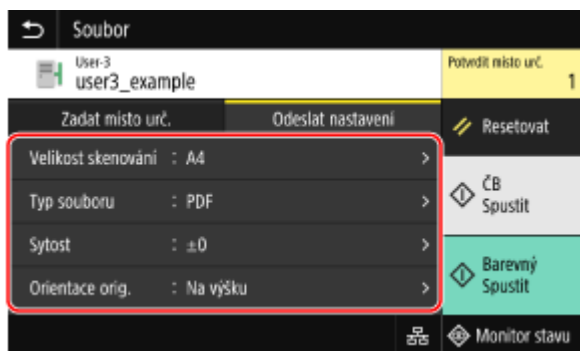 Soubor
User-3
user3_example
Potvrdit místo urč.
1
Zadat místo urč.
Odeslat nastavení
Resetovat
Velikost skenování : A4
Typ souboru : PDF
Sytost : ±0
Orientace orig. : Na výšku
ČB
Spustit
Barevný
Spustit
Monitor stavu